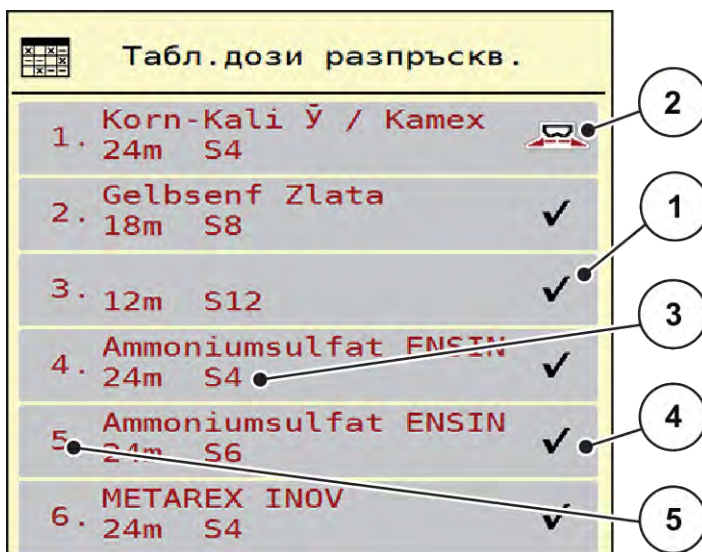 Табл.дози разпръскв.
1. Korn-Kali Ӯ / Kamex
24m S4
2. Gelbsenf Zlata
18m S8
3.
12m S12
4. Ammoniumsulfat ENSIN
24m S4
5. Ammoniumsulfat ENSIN
24m S6
6. METAREX INOV
24m S4
2
1
3
4
5